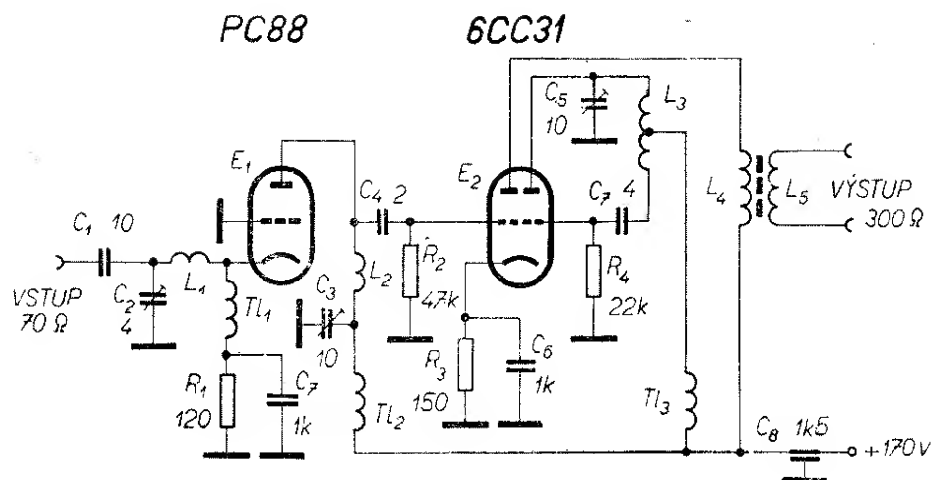 PC88
6CC31
C5
10
L3
E1
E2
C4 2
C7 4
L4
L5
VÝSTUP
300 Ω
C1 10
L1
L2
R2
47k
R4
22k
VSTUP
70 Ω
C2
4
Tl1
C3
10
R3
150
C6
1k
R1
120
C7
1k
Tl2
Tl3
C8 1k5
+170V